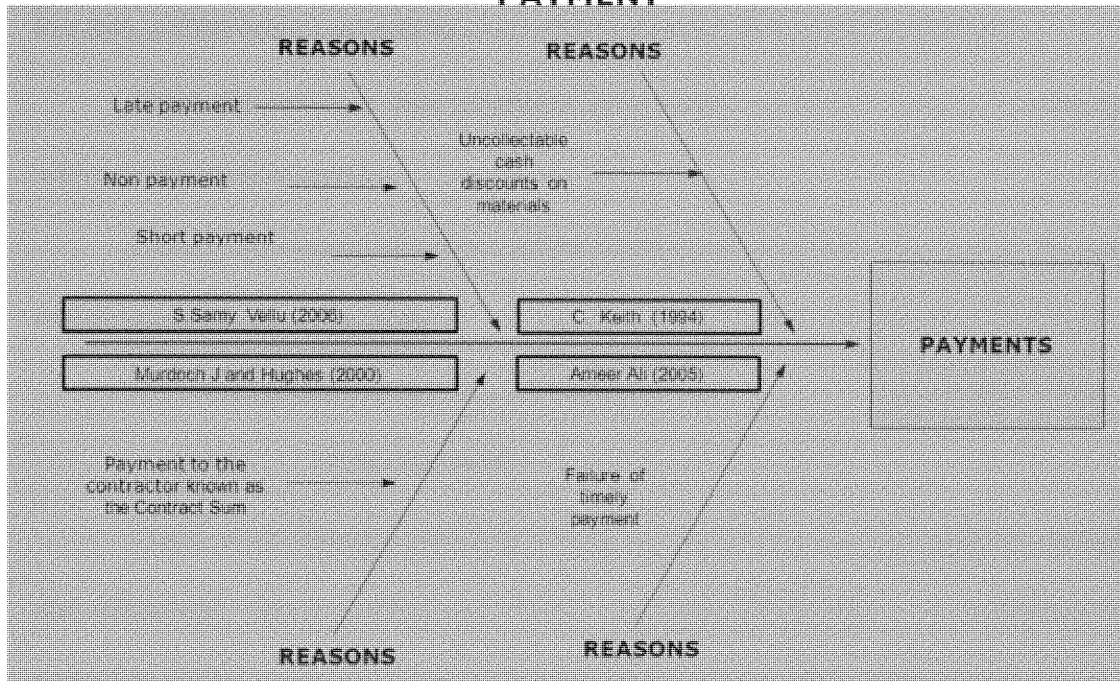 PAYMENT
REASONS
REASONS
Late payment
Uncollectable
cash
discounts on
materials
Non payment
Short payment
S Samy Vellu (2006)
C. Keith (1994)
PAYMENTS
Murdoch J and Hughes (2000)
Ameer Ali (2005)
Payment to the
contractor known as
the Contract Sum
Failure of
timely
payment
REASONS
REASONS